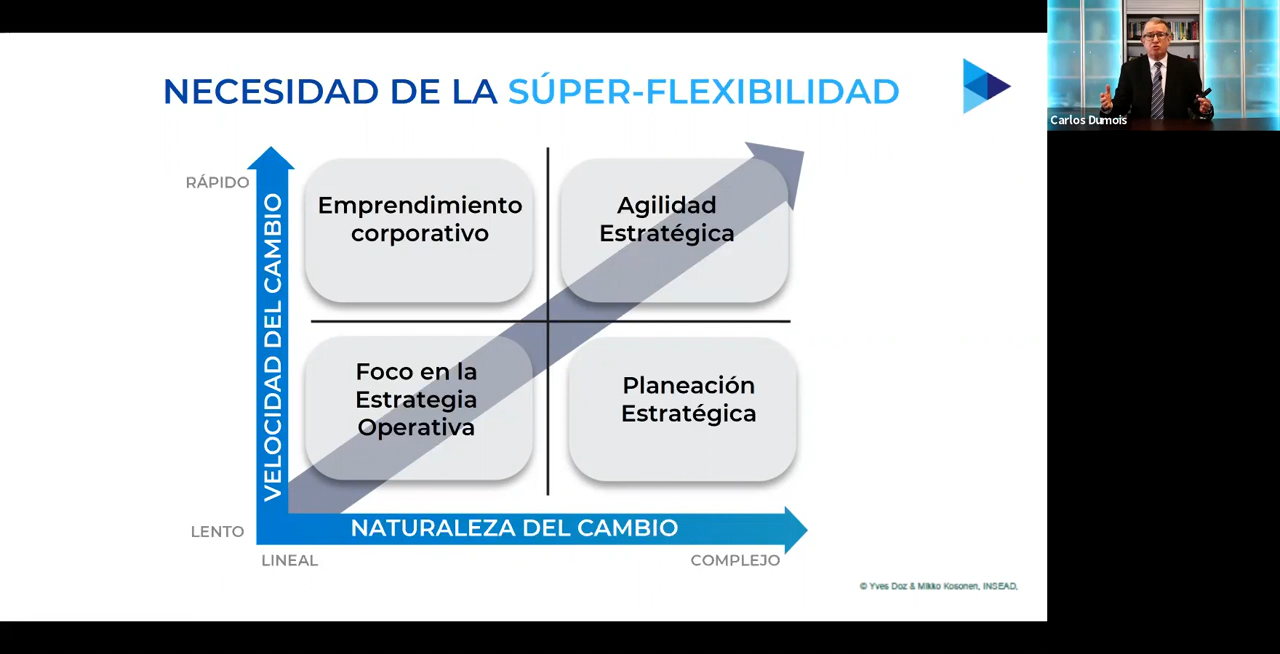 NECESIDAD DE LA SÚPER-FLEXIBILIDAD
Carlos Dumois
RÁPIDO
VELOCIDAD DEL CAMBIO
Emprendimiento
corporativo
Agilidad
Estratégica
Foco en la
Estrategia
Operativa
Planeación
Estratégica
LENTO
NATURALEZA DEL CAMBIO
LINEAL
COMPLEJO
© Yves Doz & Mikko Kosonen, INSEAD,